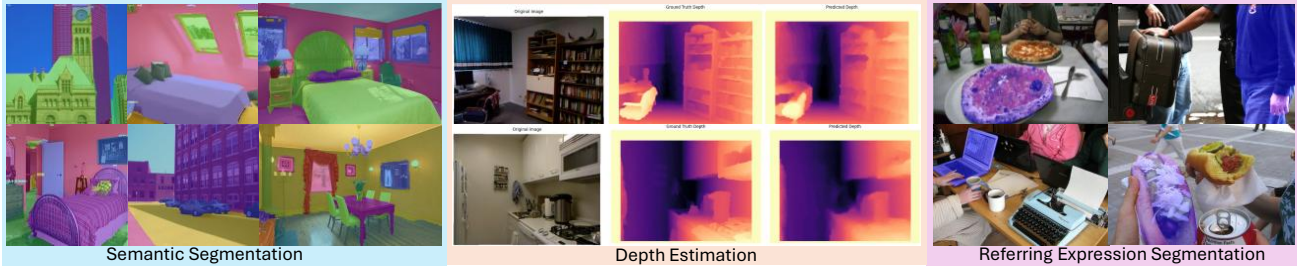 Original Image
Ground Truth Depth
Predicted Depth
Original Image
Ground Truth Depth
Predicted Depth
Semantic Segmentation
Depth Estimation
Referring Expression Segmentation